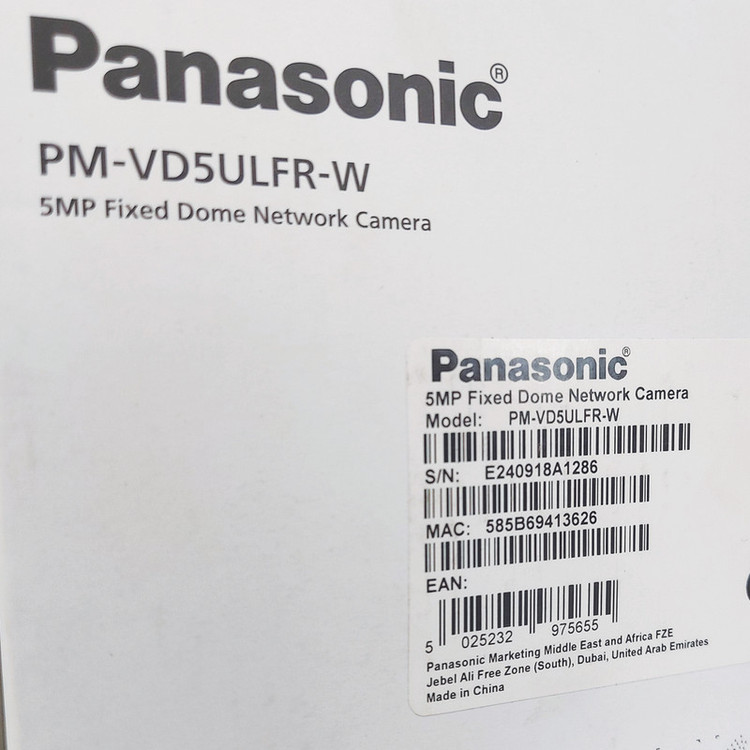 Panasonic®
PM-VD5ULFR-W
5MP Fixed Dome Network Camera
Panasonic®
5MP Fixed Dome Network Camera
Model: PM-VD5ULFR-W
S/N: E240918A1286
MAC: 585B69413626
EAN:
5 025232 975655
Panasonic Marketing Middle East and Africa FZE
Jebel Ali Free Zone (South), Dubai, United Arab Emirates
Made in China